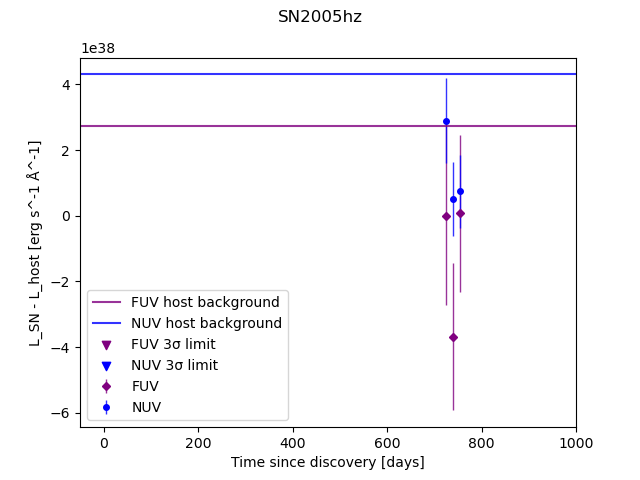 SN2005hz
1e38
4
2
0
−2
−4
−6
L_SN - L_host [erg s^-1 Å^-1]
FUV host background
NUV host background
FUV 3σ limit
NUV 3σ limit
FUV
NUV
0 200 400 600 800 1000
Time since discovery [days]